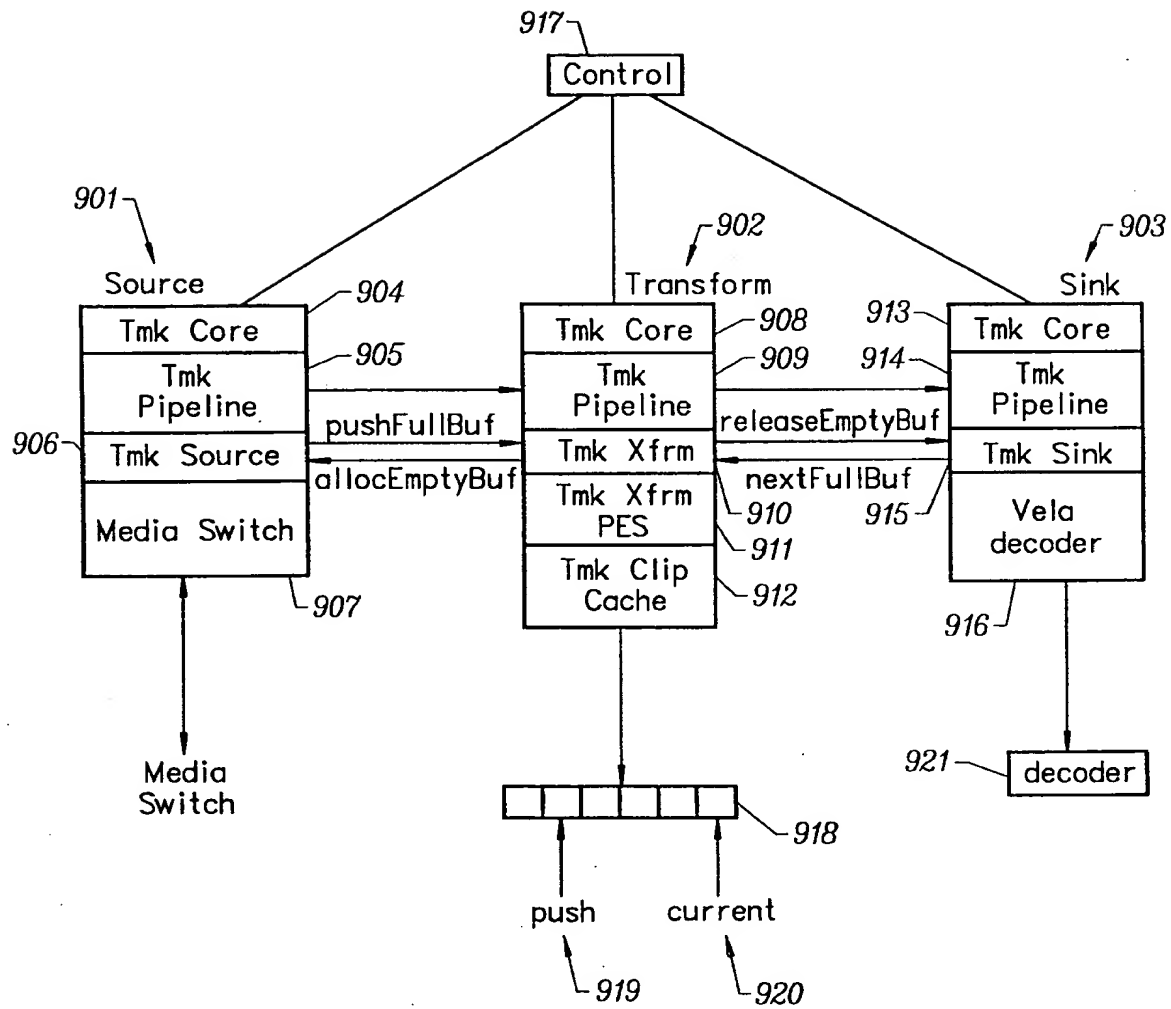 917
Control
901
Source
904
Tmk Core
905
Tmk
Pipeline
906
Tmk Source
Media Switch
907
Media
Switch
pushFullBuf
allocEmptyBuf
902
Transform
Tmk Core
908
Tmk
Pipeline
909
Tmk Xfrm
910
Tmk Xfrm
PES
911
Tmk Clip
Cache
912
releaseEmptyBuf
nextFullBuf
903
Sink
913
Tmk Core
914
Tmk
Pipeline
Tmk Sink
915
Vela
decoder
916
921
decoder
918
push
current
919
920